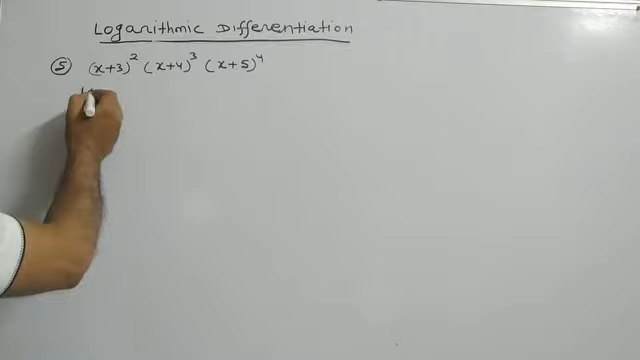 Logarithmic Differentiation
⑤ (x+3)² (x+4)³ (x+5)⁴